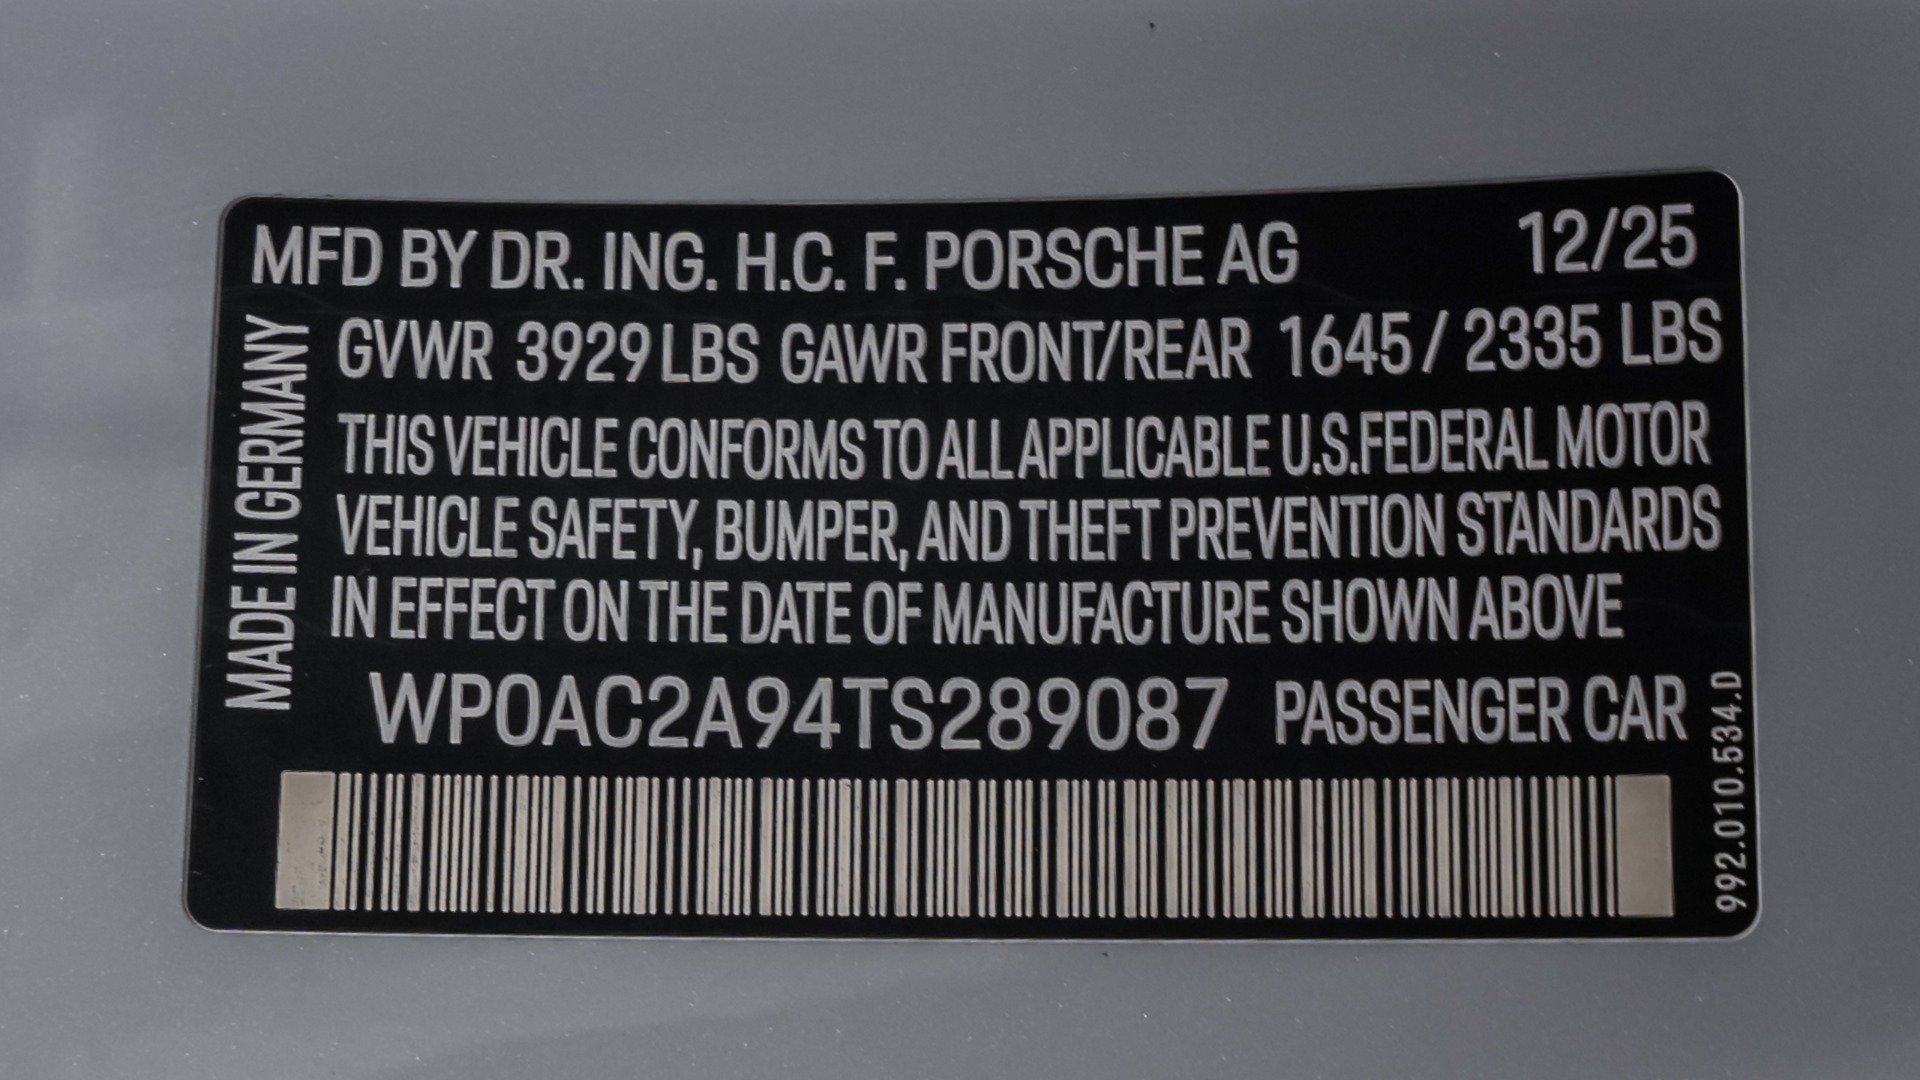 MFD BY DR. ING. H.C. F. PORSCHE AG 12/25
MADE IN GERMANY
GVWR 3929 LBS GAWR FRONT/REAR 1645 / 2335 LBS
THIS VEHICLE CONFORMS TO ALL APPLICABLE U.S.FEDERAL MOTOR
VEHICLE SAFETY, BUMPER, AND THEFT PREVENTION STANDARDS
IN EFFECT ON THE DATE OF MANUFACTURE SHOWN ABOVE
WP0AC2A94TS289087 PASSENGER CAR
992.010.534.D